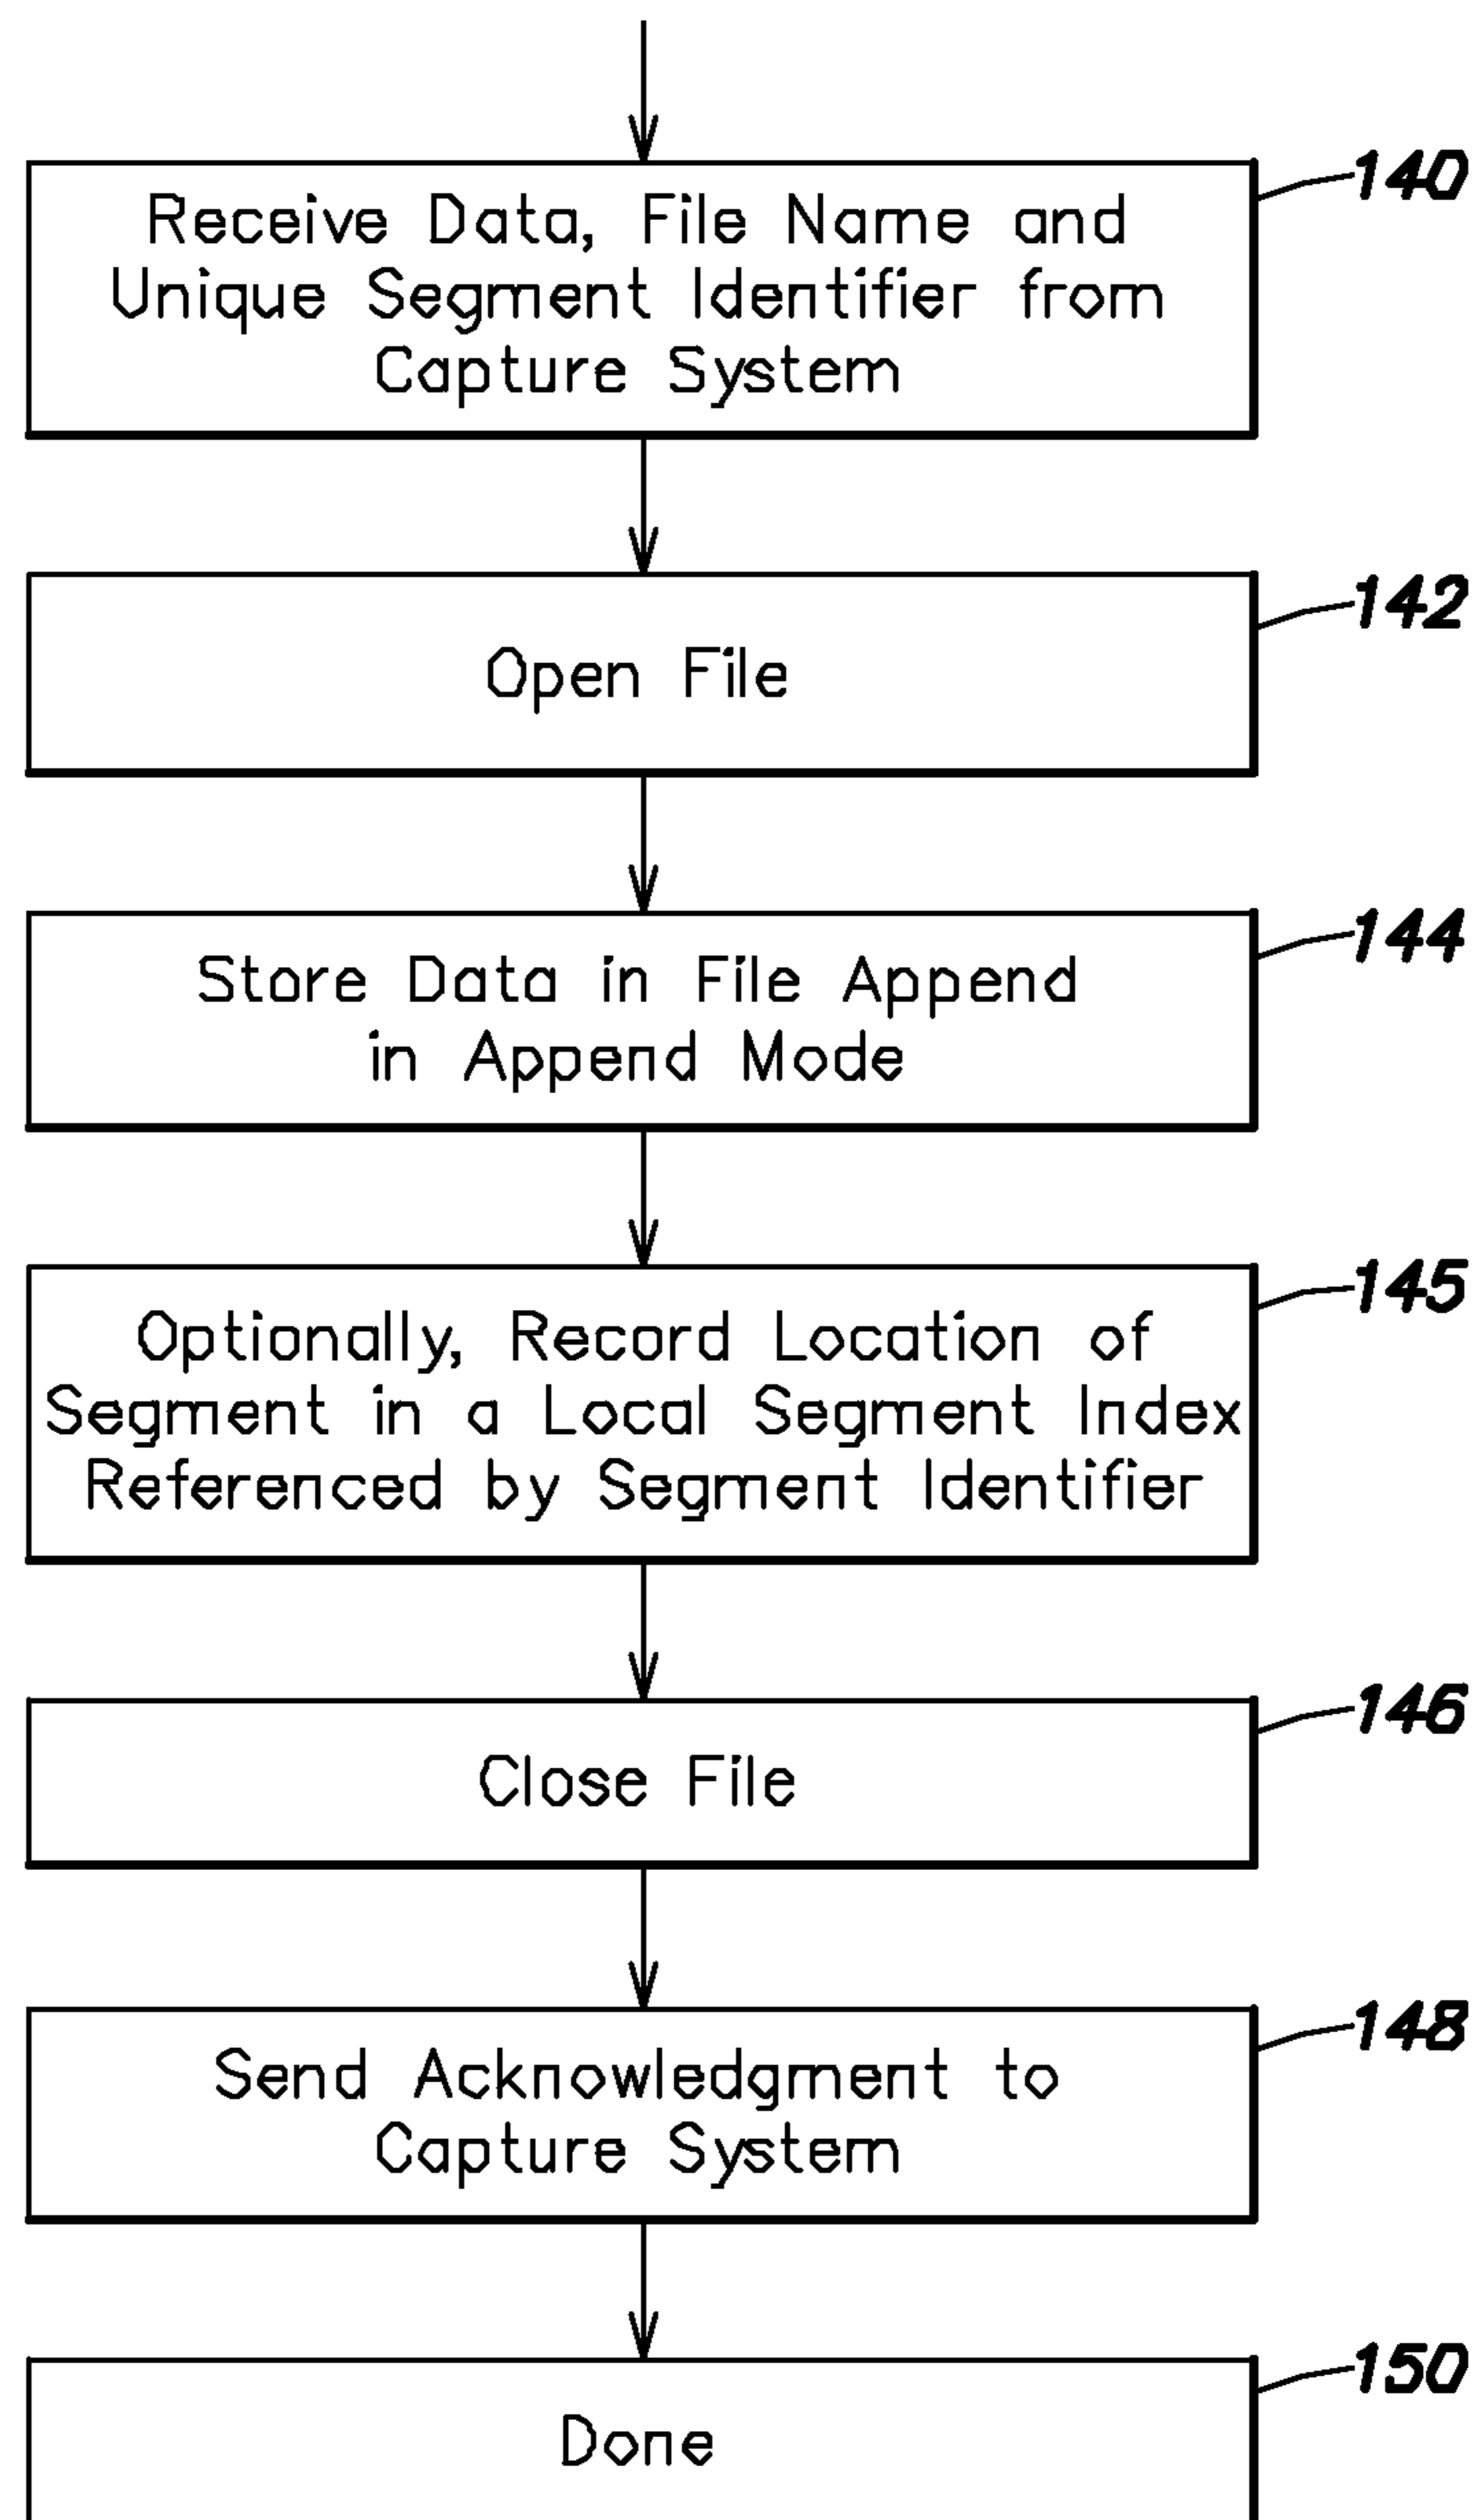 140
Receive Data, File Name and
Unique Segment Identifier from
Capture System
142
Open File
144
Store Data in File Append
in Append Mode
145
Optionally, Record Location of
Segment in a Local Segment Index
Referenced by Segment Identifier
146
Close File
148
Send Acknowledgment to
Capture System
150
Done